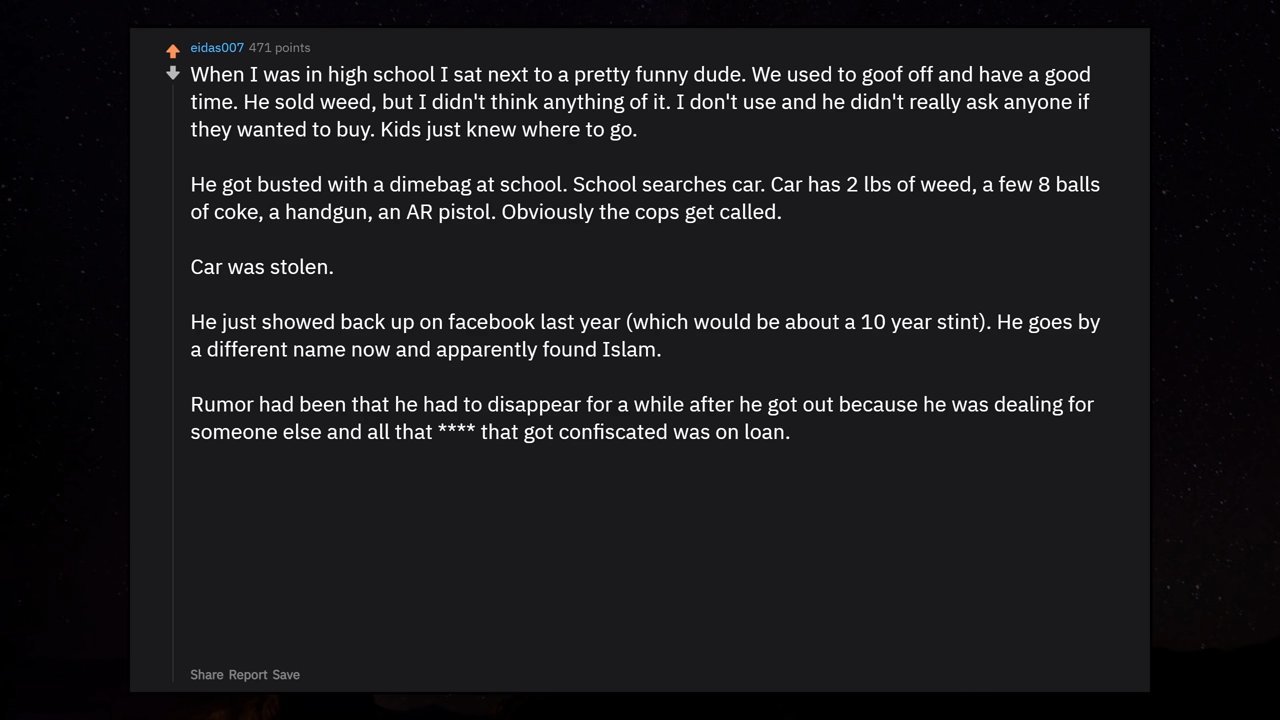 eidas007 471 points
When I was in high school I sat next to a pretty funny dude. We used to goof off and have a good
time. He sold weed, but I didn't think anything of it. I don't use and he didn't really ask anyone if
they wanted to buy. Kids just knew where to go.
He got busted with a dimebag at school. School searches car. Car has 2 lbs of weed, a few 8 balls
of coke, a handgun, an AR pistol. Obviously the cops get called.
Car was stolen.
He just showed back up on facebook last year (which would be about a 10 year stint). He goes by
a different name now and apparently found Islam.
Rumor had been that he had to disappear for a while after he got out because he was dealing for
someone else and all that **** that got confiscated was on loan.
Share Report Save